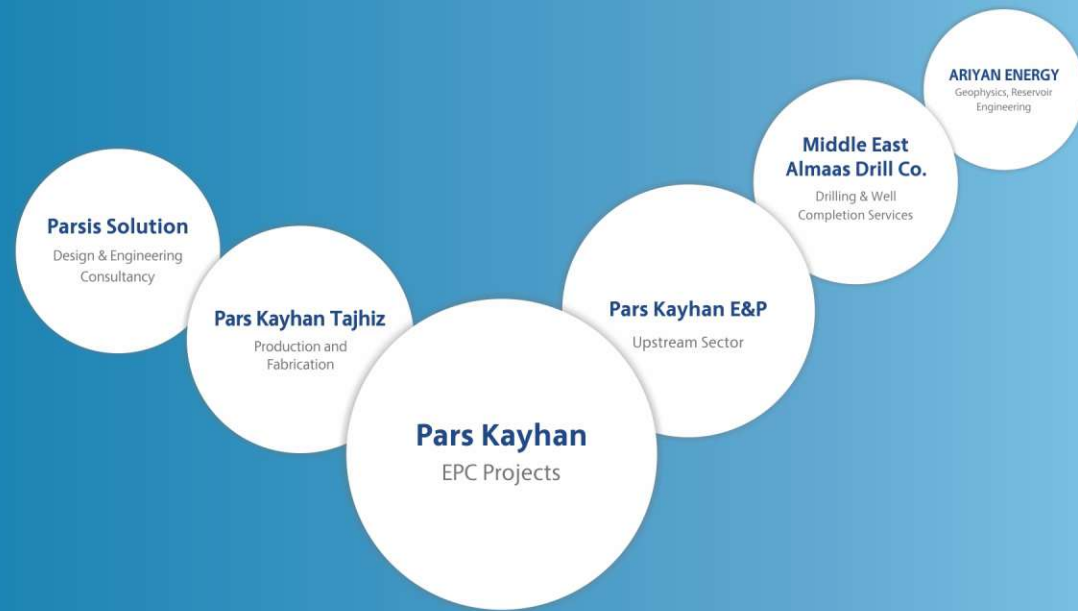 Parsis Solution
Design & Engineering
Consultancy
Pars Kayhan Tajhiz
Production and
Fabrication
Pars Kayhan
EPC Projects
Pars Kayhan E&P
Upstream Sector
Middle East
Almaas Drill Co.
Drilling & Well
Completion Services
ARIYAN ENERGY
Geophysics, Reservoir
Engineering